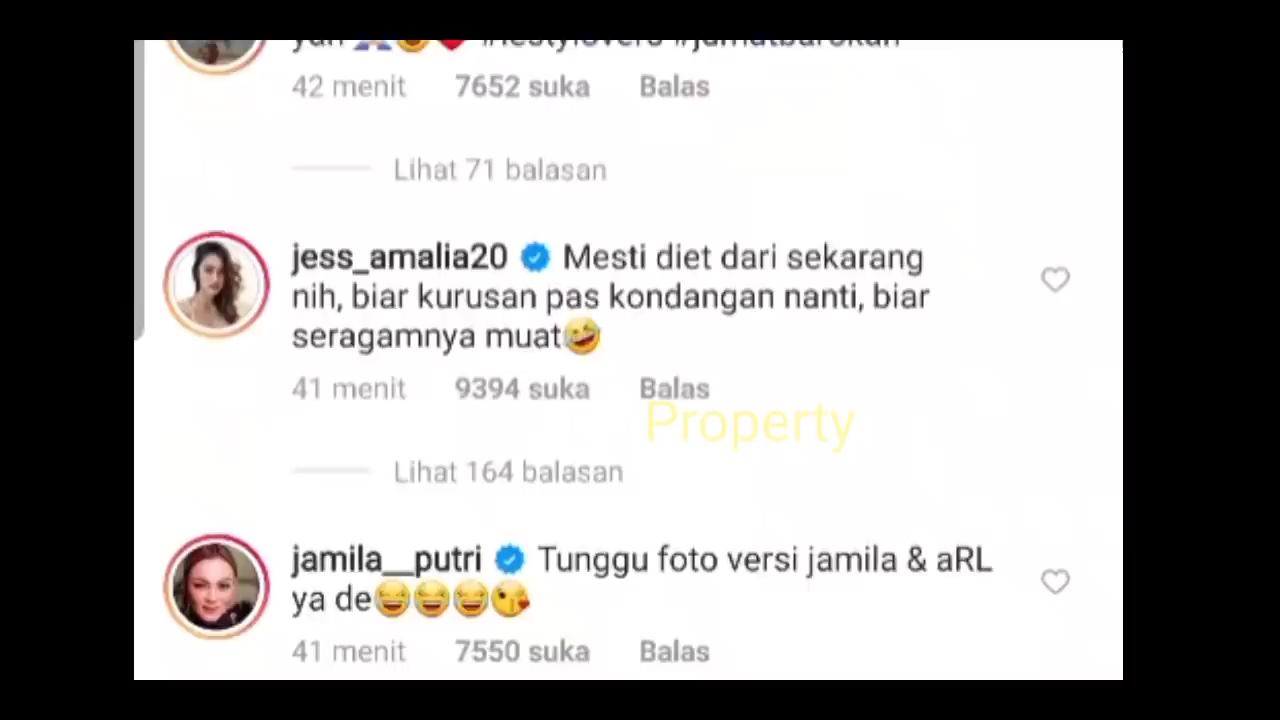 42 menit 7652 suka Balas
Lihat 71 balasan
jess_amalia20 Mesti diet dari sekarang
nih, biar kurusan pas kondangan nanti, biar
seragamnya muat🤣
41 menit 9394 suka Balas
Property
Lihat 164 balasan
jamila__putri Tunggu foto versi jamila & aRL
ya de😆😆😆😘
41 menit 7550 suka Balas